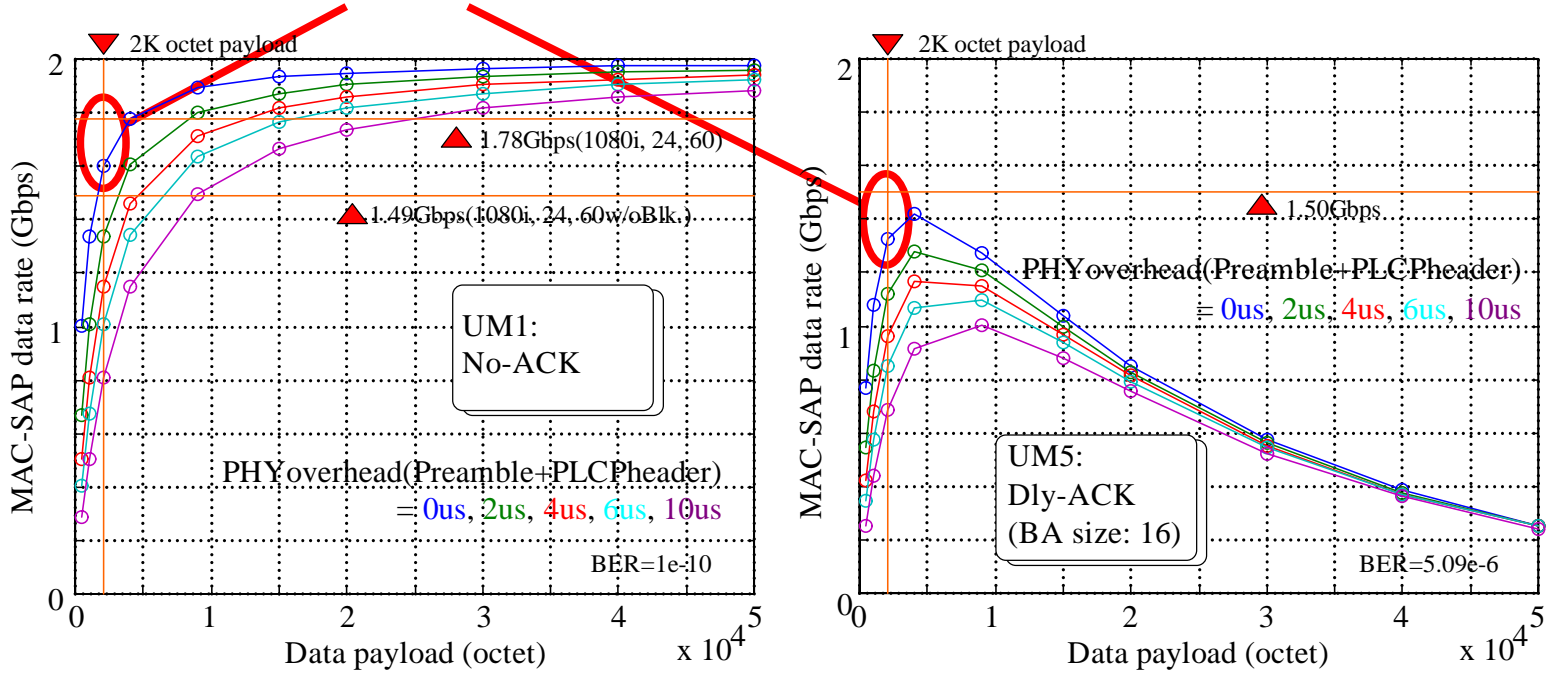 2K octet payload
2
1.78Gbps(1080i, 24, 60)
1.49Gbps(1080i, 24, 60w/oBlk.)
MAC-SAP data rate (Gbps)
1
UM1:
No-ACK
PHYoverhead(Preamble+PLCPheader)
= 0us, 2us, 4us, 6us, 10us
BER=1e-10
0
0 1 2 3 4 5
Data payload (octet)
x 10^4
2K octet payload
2
1.50Gbps
MAC-SAP data rate (Gbps)
PHYoverhead(Preamble+PLCPheader)
= 0us, 2us, 4us, 6us, 10us
1
UM5:
Dly-ACK
(BA size: 16)
BER=5.09e-6
0
0 1 2 3 4 5
Data payload (octet)
x 10^4